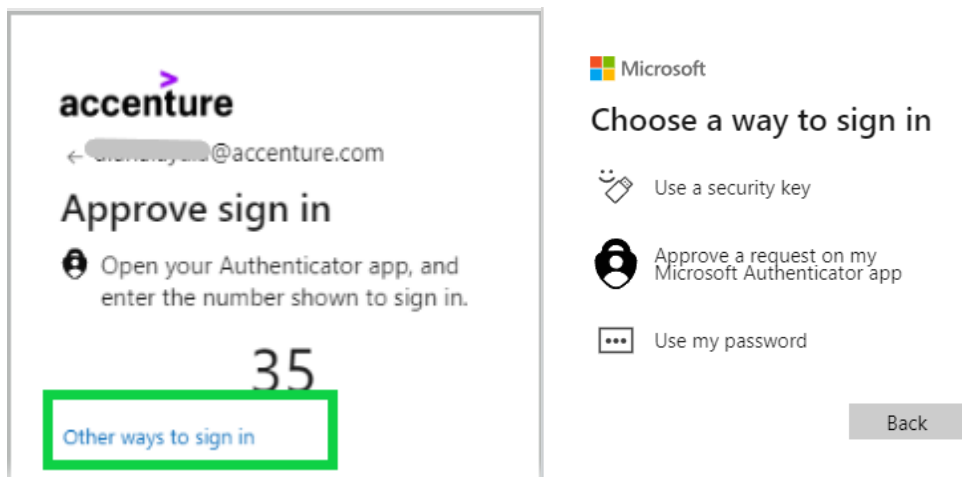 accenture
@accenture.com
Approve sign in
Open your Authenticator app, and
enter the number shown to sign in.
35
Other ways to sign in
Microsoft
Choose a way to sign in
Use a security key
Approve a request on my
Microsoft Authenticator app
Use my password
Back